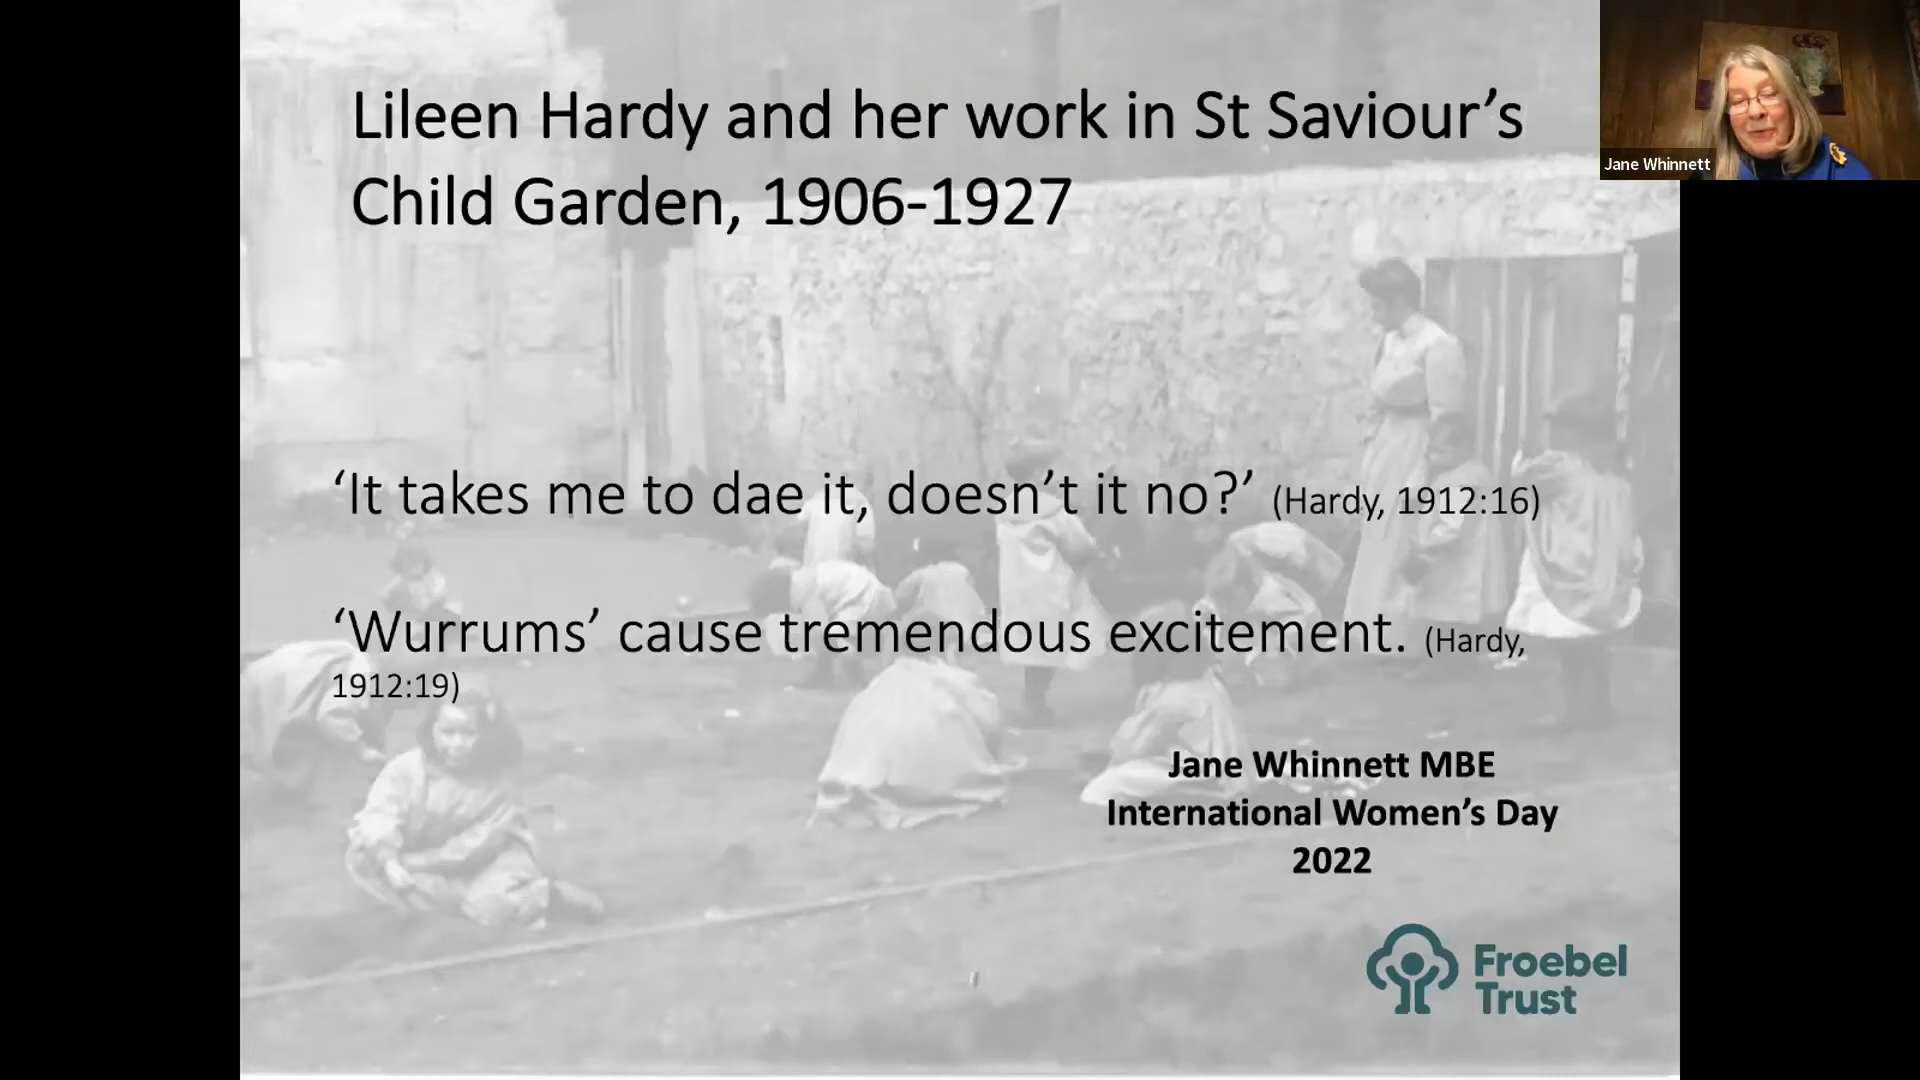 Lileen Hardy and her work in St Saviour’s
Child Garden, 1906-1927
Jane Whinnett
‘It takes me to dae it, doesn’t it no?’ (Hardy, 1912:16)
‘Wurrums’ cause tremendous excitement. (Hardy,
1912:19)
Jane Whinnett MBE
International Women’s Day
2022
Froebel
Trust